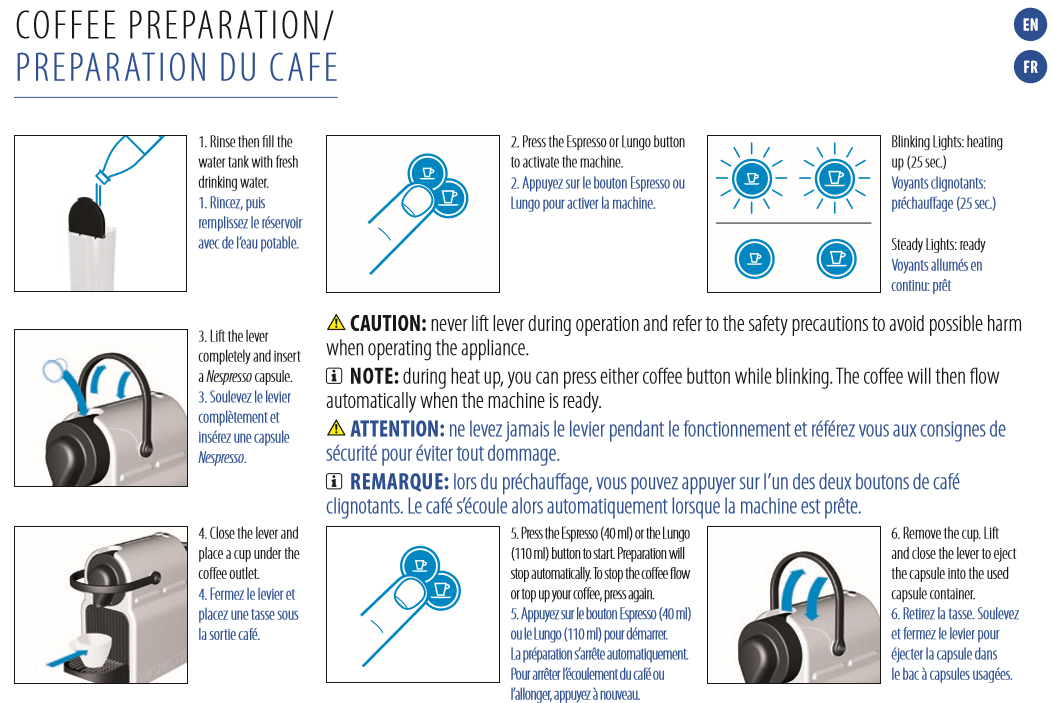 COFFEE PREPARATION/
PREPARATION DU CAFE
EN
FR
1. Rinse then fill the
water tank with fresh
drinking water.
1. Rincez, puis
remplissez le réservoir
avec de l’eau potable.
2. Press the Espresso or Lungo button
to activate the machine.
2. Appuyez sur le bouton Espresso ou
Lungo pour activer la machine.
Blinking Lights: heating
up (25 sec.)
Voyants clignotants:
préchauffage (25 sec.)
Steady Lights: ready
Voyants allumés en
continu: prêt
3. Lift the lever
completely and insert
a Nespresso capsule.
3. Soulevez le levier
complètement et
insérez une capsule
Nespresso.
CAUTION: never lift lever during operation and refer to the safety precautions to avoid possible harm
when operating the appliance.
NOTE: during heat up, you can press either coffee button while blinking. The coffee will then flow
automatically when the machine is ready.
ATTENTION: ne levez jamais le levier pendant le fonctionnement et référez vous aux consignes de
sécurité pour éviter tout dommage.
REMARQUE: lors du préchauffage, vous pouvez appuyer sur l’un des deux boutons de café
clignotants. Le café s’écoule alors automatiquement lorsque la machine est prête.
4. Close the lever and
place a cup under the
coffee outlet.
4. Fermez le levier et
placez une tasse sous
la sortie café.
5. Press the Espresso (40 ml) or the Lungo
(110 ml) button to start. Preparation will
stop automatically. To stop the coffee flow
or top up your coffee, press again.
5. Appuyez sur le bouton Espresso (40 ml)
ou le Lungo (110 ml) pour démarrer.
La préparation s’arrête automatiquement.
Pour arrêter l’écoulement du café ou
l’allonger, appuyez à nouveau.
6. Remove the cup. Lift
and close the lever to eject
the capsule into the used
capsule container.
6. Retirez la tasse. Soulevez
et fermez le levier pour
éjecter la capsule dans
le bac à capsules usagées.